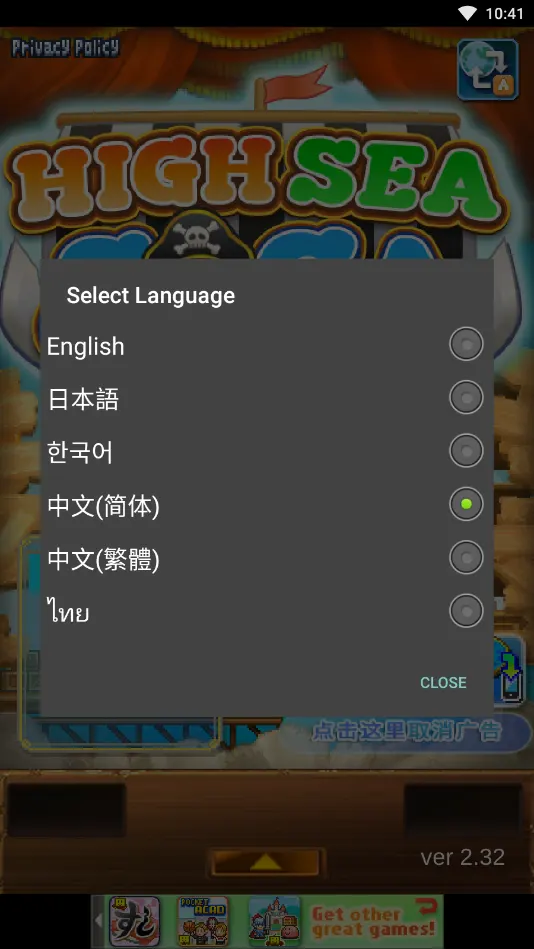 10:41
Privacy Policy
A
HIGH SEA
Select Language
English
日本語
한국어
中文(简体)
中文(繁體)
ไทย
CLOSE
点击这里取消广告
ver 2.32
POCKET
ACAD
Get other
great games!